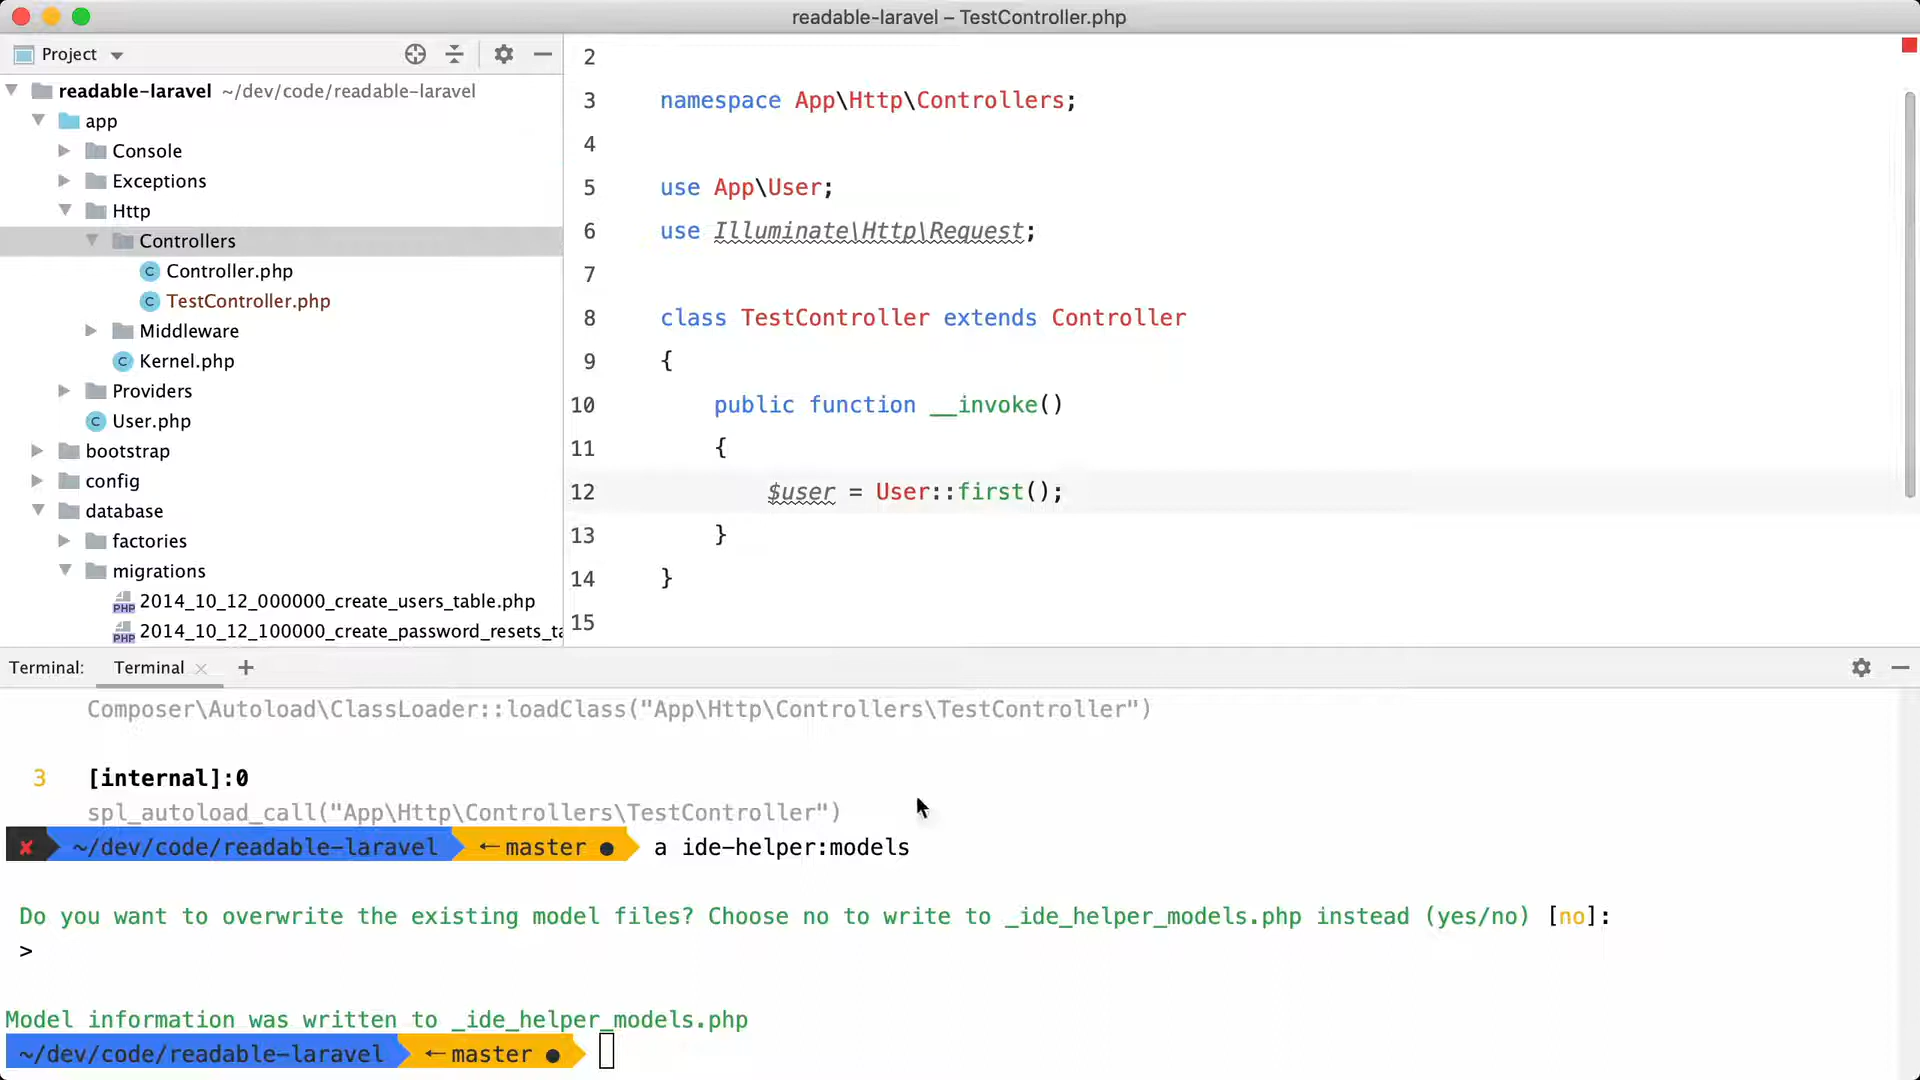 readable-laravel – TestController.php
Project
readable-laravel ~/dev/code/readable-laravel
app
Console
Exceptions
Http
Controllers
C Controller.php
C TestController.php
Middleware
C Kernel.php
Providers
C User.php
bootstrap
config
database
factories
migrations
PHP 2014_10_12_000000_create_users_table.php
PHP 2014_10_12_100000_create_password_resets_ta
2
3 namespace App\Http\Controllers;
4
5 use App\User;
6 use Illuminate\Http\Request;
7
8 class TestController extends Controller
9 {
10 public function __invoke()
11 {
12 $user = User::first();
13 }
14 }
15
Terminal: Terminal × +
Composer\Autoload\ClassLoader::loadClass("App\Http\Controllers\TestController")
3 [internal]:0
spl_autoload_call("App\Http\Controllers\TestController")
✘ ~/dev/code/readable-laravel ←master ● a ide-helper:models
Do you want to overwrite the existing model files? Choose no to write to _ide_helper_models.php instead (yes/no) [no]:
>
Model information was written to _ide_helper_models.php
~/dev/code/readable-laravel ←master ●